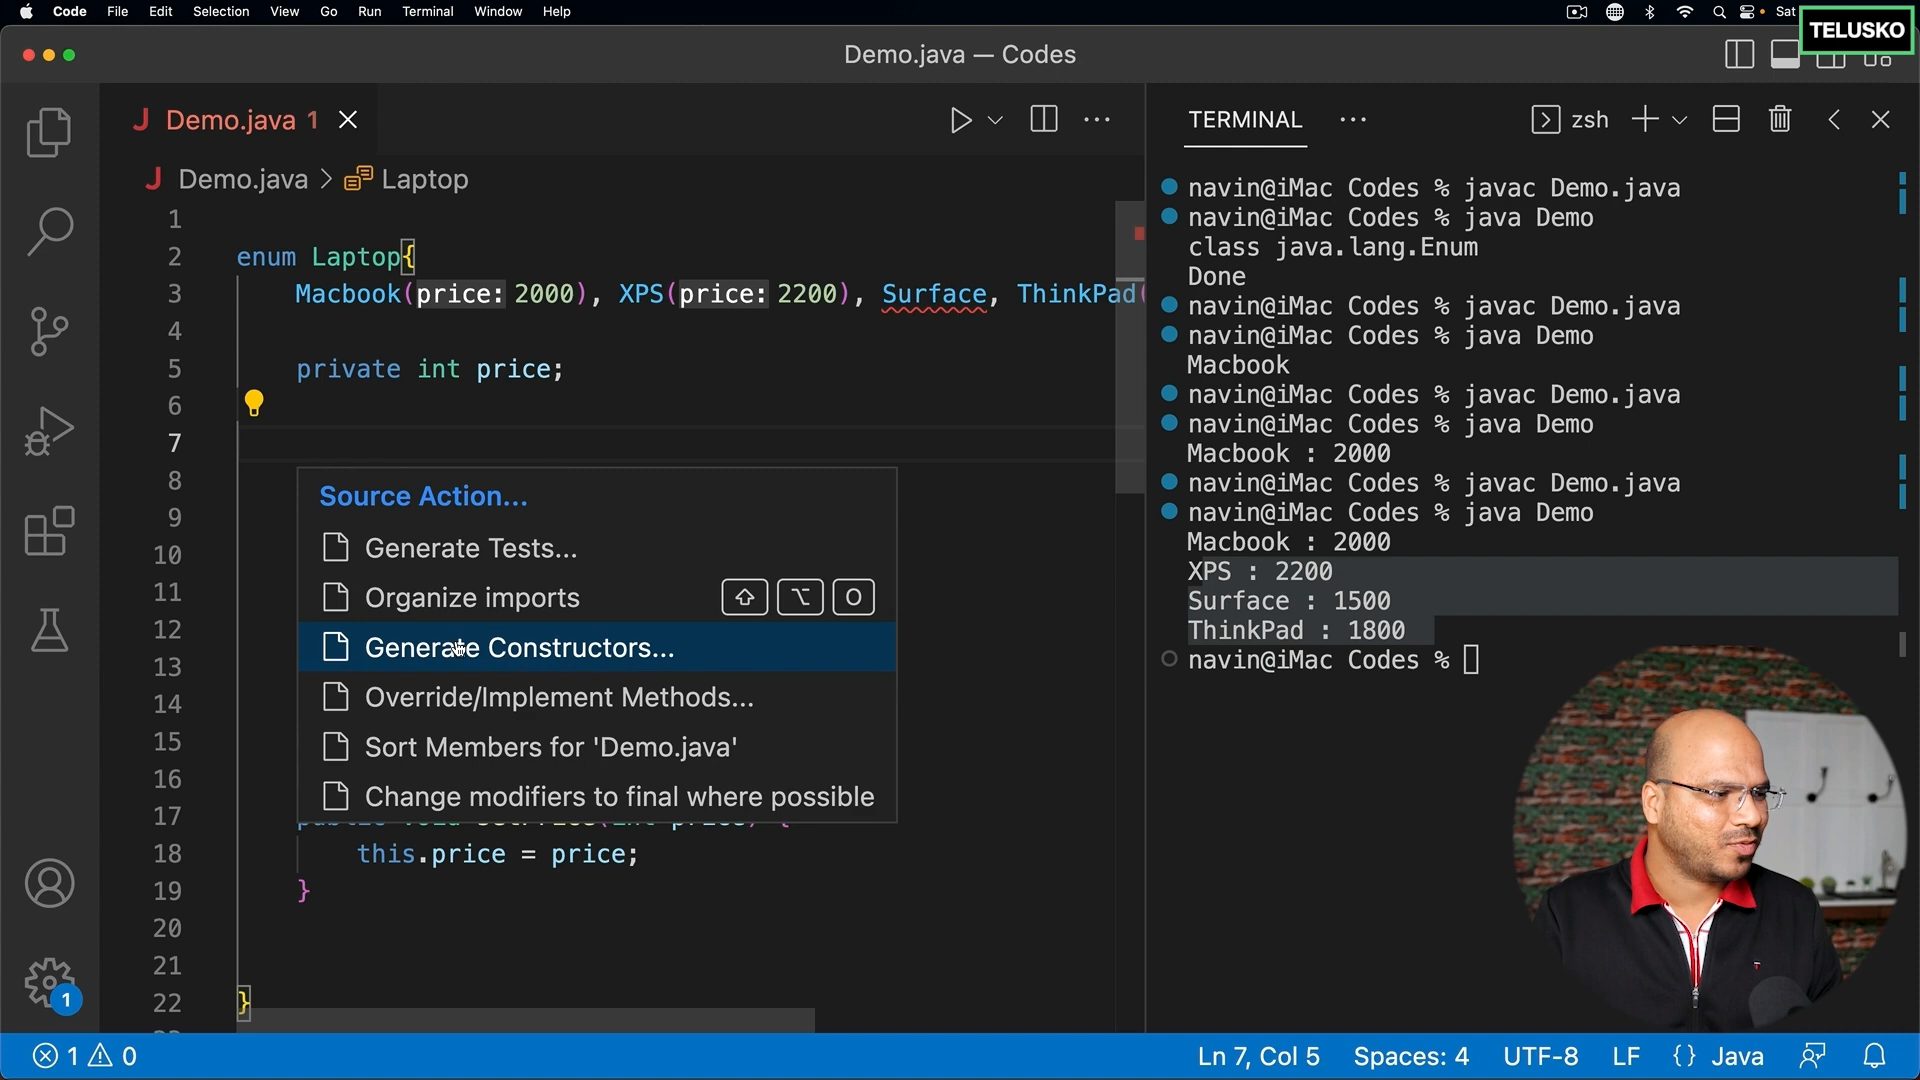 Code File Edit Selection View Go Run Terminal Window Help Sat
TELUSKO
Demo.java — Codes
Demo.java 1
Demo.java > Laptop
1
2 enum Laptop{
3 Macbook(price: 2000), XPS(price: 2200), Surface, ThinkPad(
4
5 private int price;
6
7
8
9
10
11
12
13
14
15
16
17 public void setPrice(int price) {
18 this.price = price;
19 }
20
21
22 }
Source Action...
Generate Tests...
Organize imports ⇧ ⌥ O
Generate Constructors...
Override/Implement Methods...
Sort Members for 'Demo.java'
Change modifiers to final where possible
TERMINAL ··· zsh
navin@iMac Codes % javac Demo.java
navin@iMac Codes % java Demo
class java.lang.Enum
Done
navin@iMac Codes % javac Demo.java
navin@iMac Codes % java Demo
Macbook
navin@iMac Codes % javac Demo.java
navin@iMac Codes % java Demo
Macbook : 2000
navin@iMac Codes % javac Demo.java
navin@iMac Codes % java Demo
Macbook : 2000
XPS : 2200
Surface : 1500
ThinkPad : 1800
navin@iMac Codes %
1
1 0
Ln 7, Col 5 Spaces: 4 UTF-8 LF {} Java